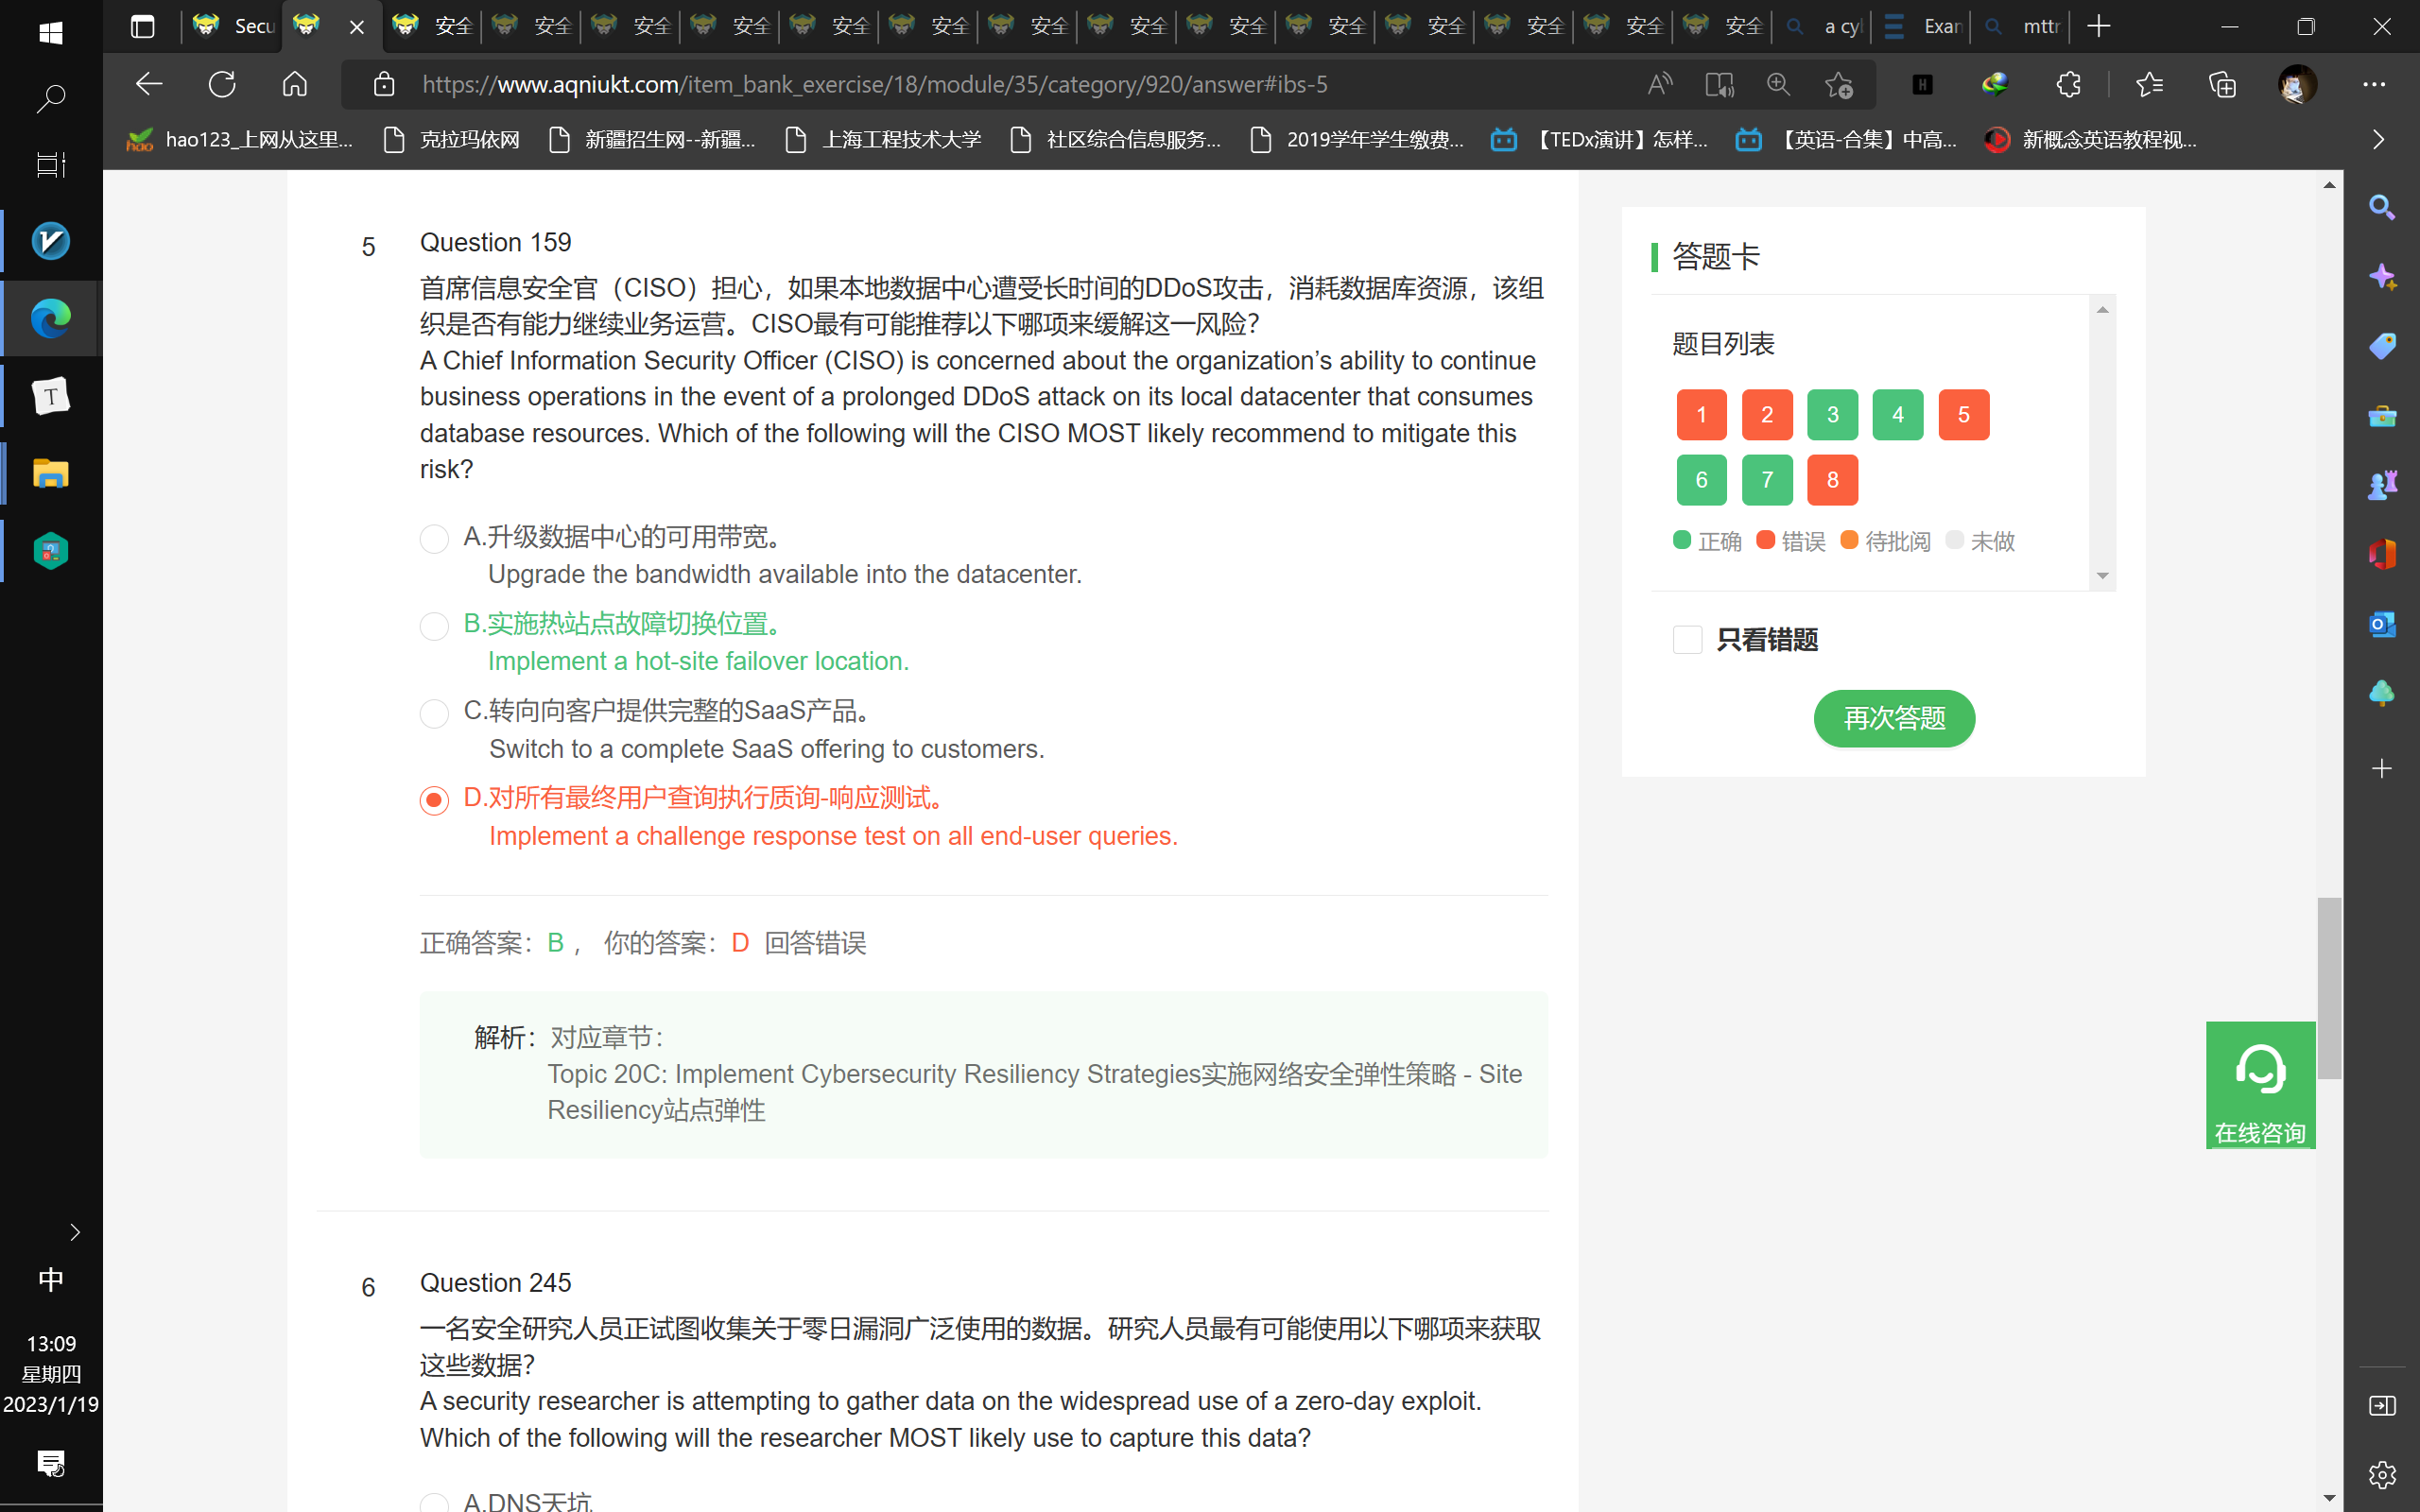 Secu
安全
安全
安全
安全
安全
安全
安全
安全
安全
安全
安全
安全
安全
安全
a cyl
Exan
mttr
https://www.aqniukt.com/item_bank_exercise/18/module/35/category/920/answer#ibs-5
hao123_上网从这里...
克拉玛依网
新疆招生网--新疆...
上海工程技术大学
社区综合信息服务...
2019学年学生缴费...
【TEDx演讲】怎样...
【英语-合集】中高...
新概念英语教程视...
5
Question 159
首席信息安全官（CISO）担心，如果本地数据中心遭受长时间的DDoS攻击，消耗数据库资源，该组
织是否有能力继续业务运营。CISO最有可能推荐以下哪项来缓解这一风险？
A Chief Information Security Officer (CISO) is concerned about the organization’s ability to continue
business operations in the event of a prolonged DDoS attack on its local datacenter that consumes
database resources. Which of the following will the CISO MOST likely recommend to mitigate this
risk?
A.升级数据中心的可用带宽。
Upgrade the bandwidth available into the datacenter.
B.实施热站点故障切换位置。
Implement a hot-site failover location.
C.转向向客户提供完整的SaaS产品。
Switch to a complete SaaS offering to customers.
D.对所有最终用户查询执行质询-响应测试。
Implement a challenge response test on all end-user queries.
正确答案：B ， 你的答案：D 回答错误
解析：对应章节：
Topic 20C: Implement Cybersecurity Resiliency Strategies实施网络安全弹性策略 - Site
Resiliency站点弹性
6
Question 245
一名安全研究人员正试图收集关于零日漏洞广泛使用的数据。研究人员最有可能使用以下哪项来获取
这些数据？
A security researcher is attempting to gather data on the widespread use of a zero-day exploit.
Which of the following will the researcher MOST likely use to capture this data?
A.DNS天坑
答题卡
题目列表
1 2 3 4 5
6 7 8
正确 错误 待批阅 未做
只看错题
再次答题
在线咨询
中
13:09
星期四
2023/1/19